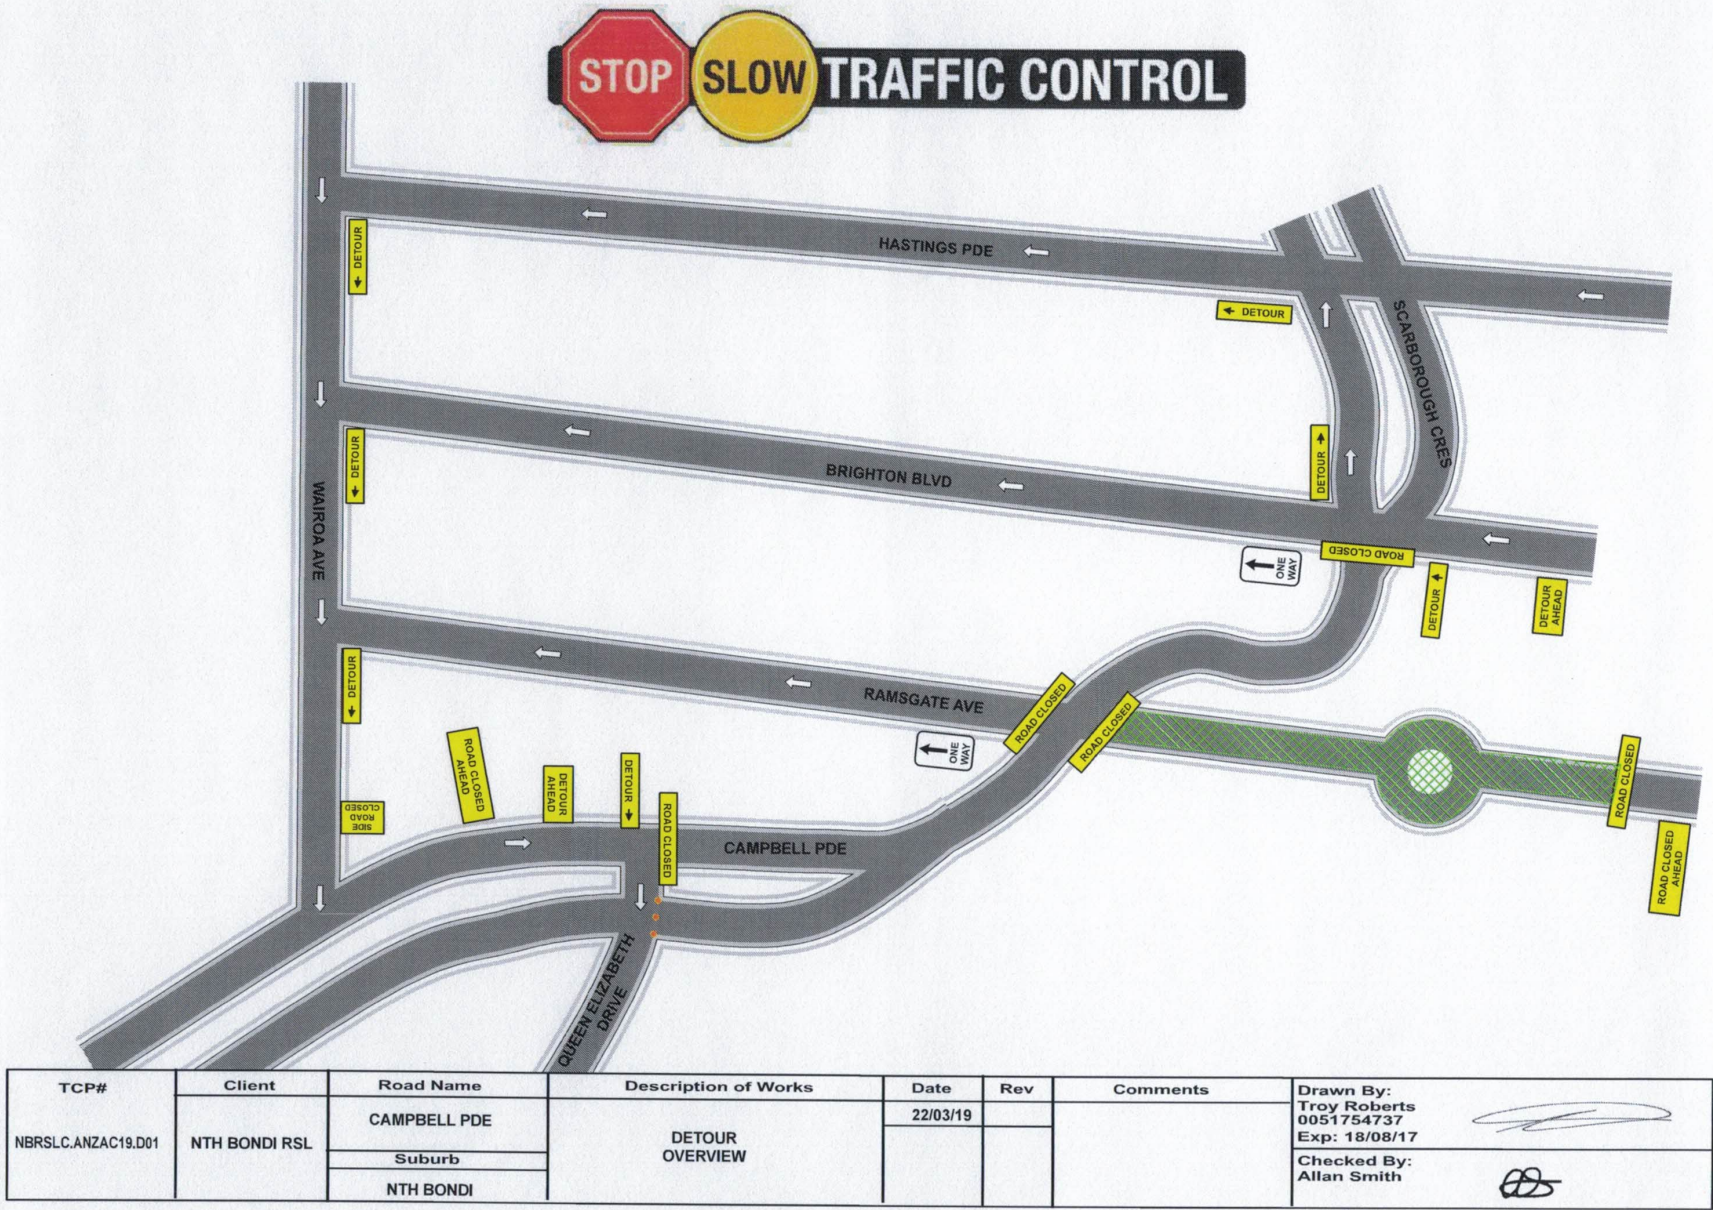 STOP SLOW TRAFFIC CONTROL
HASTINGS PDE
DETOUR
DETOUR
SCARBOROUGH CRES
DETOUR
DETOUR
BRIGHTON BLVD
WAIROA AVE
ROAD CLOSED
ONE
WAY
DETOUR
DETOUR
AHEAD
DETOUR
RAMSGATE AVE
ROAD CLOSED
ROAD CLOSED
ONE
WAY
ROAD CLOSED
ROAD CLOSED
AHEAD
ROAD CLOSED
AHEAD
DETOUR
AHEAD
DETOUR
ROAD CLOSED
SIDE
ROAD
CLOSED
CAMPBELL PDE
QUEEN ELIZABETH
DRIVE
TCP#
NBRSLC.ANZAC19.D01
Client
NTH BONDI RSL
Road Name
CAMPBELL PDE
Suburb
NTH BONDI
Description of Works
DETOUR
OVERVIEW
Date
22/03/19
Rev
Comments
Drawn By:
Troy Roberts
0051754737
Exp: 18/08/17
Checked By:
Allan Smith